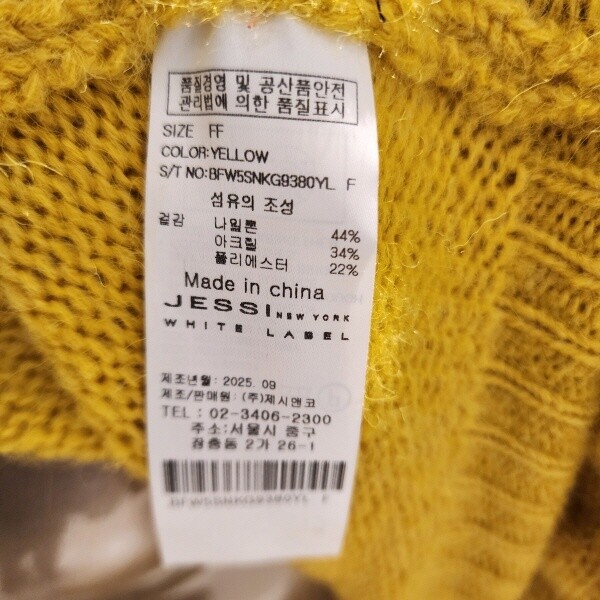 품질경영 및 공산품안전
관리법에 의한 품질표시
SIZE FF
COLOR:YELLOW
S/T NO:BFW5SNKG9380YL F
섬유의 조성
겉감 나일론 44%
아크릴 34%
폴리에스터 22%
Made in china
JESSI NEW YORK
WHITE LABEL
제조년월: 2025. 09
제조/판매원: (주)제시앤코
TEL : 02-3406-2300
주소:서울시 중구
장충동 2가 26-1
BFW5SNKG9380YL F